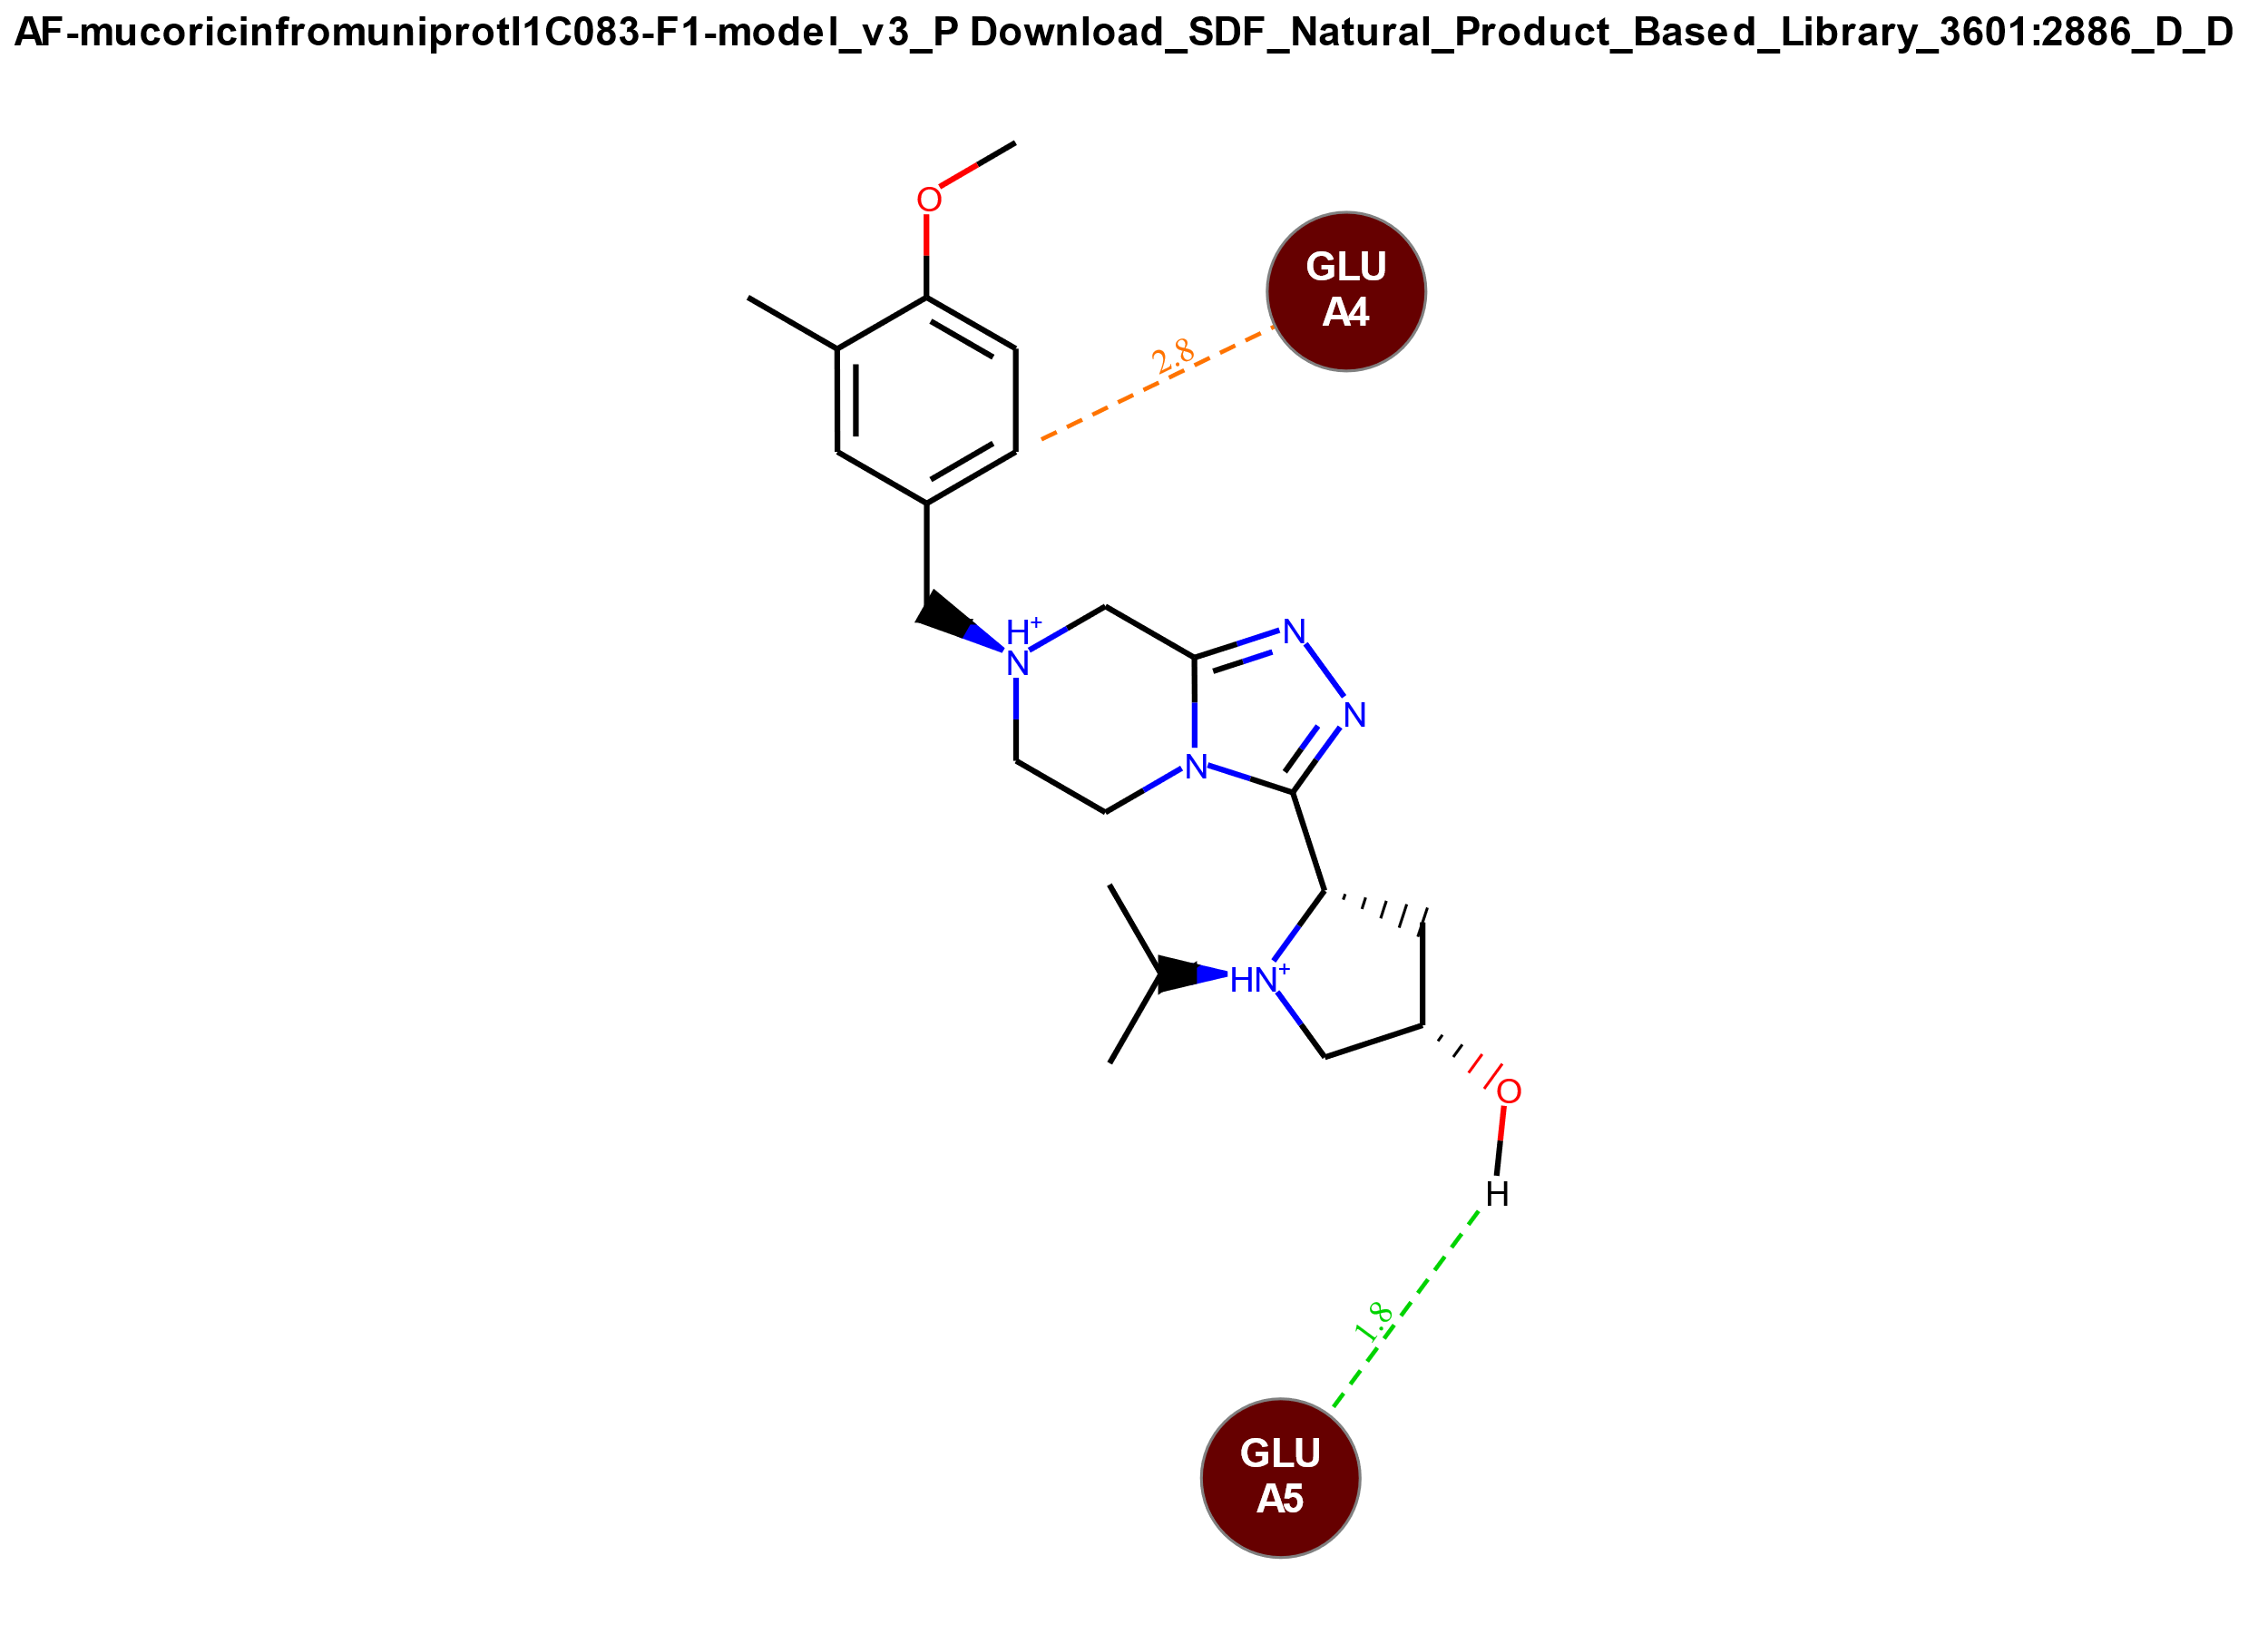 AF-mucoricinfromuniprotI1C083-F1-model_v3_P Download_SDF_Natural_Product_Based_Library_3601:2886_D_D
O
GLU
A4
2.8
H+
N
N
N
N
HN+
O
H
1.8
GLU
A5